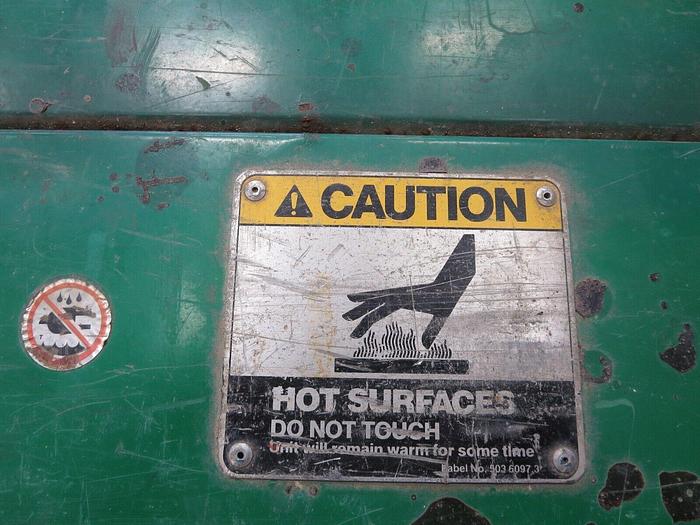 CAUTION
HOT SURFACES
DO NOT TOUCH
Unit will remain warm for some time
Label No. 503 6097.3